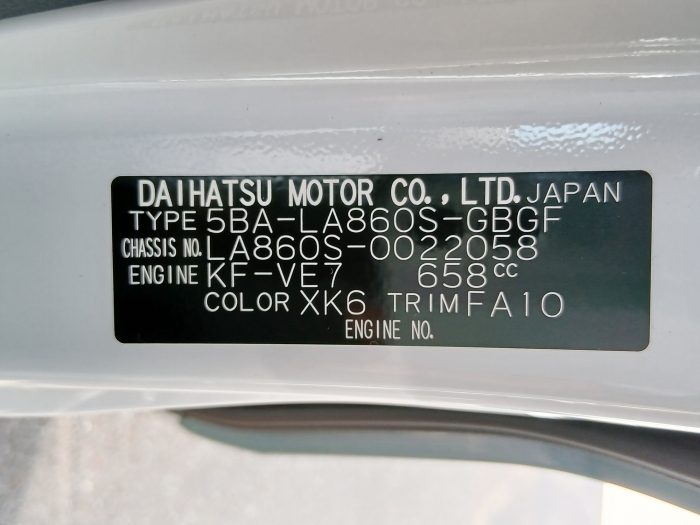 DAIHATSU MOTOR CO., LTD. JAPAN
TYPE 5BA-LA860S-GBGF
CHASSIS NO. LA860S-0022058
ENGINE KF-VE7 658cc
COLOR XK6 TRIM FA10
ENGINE NO.